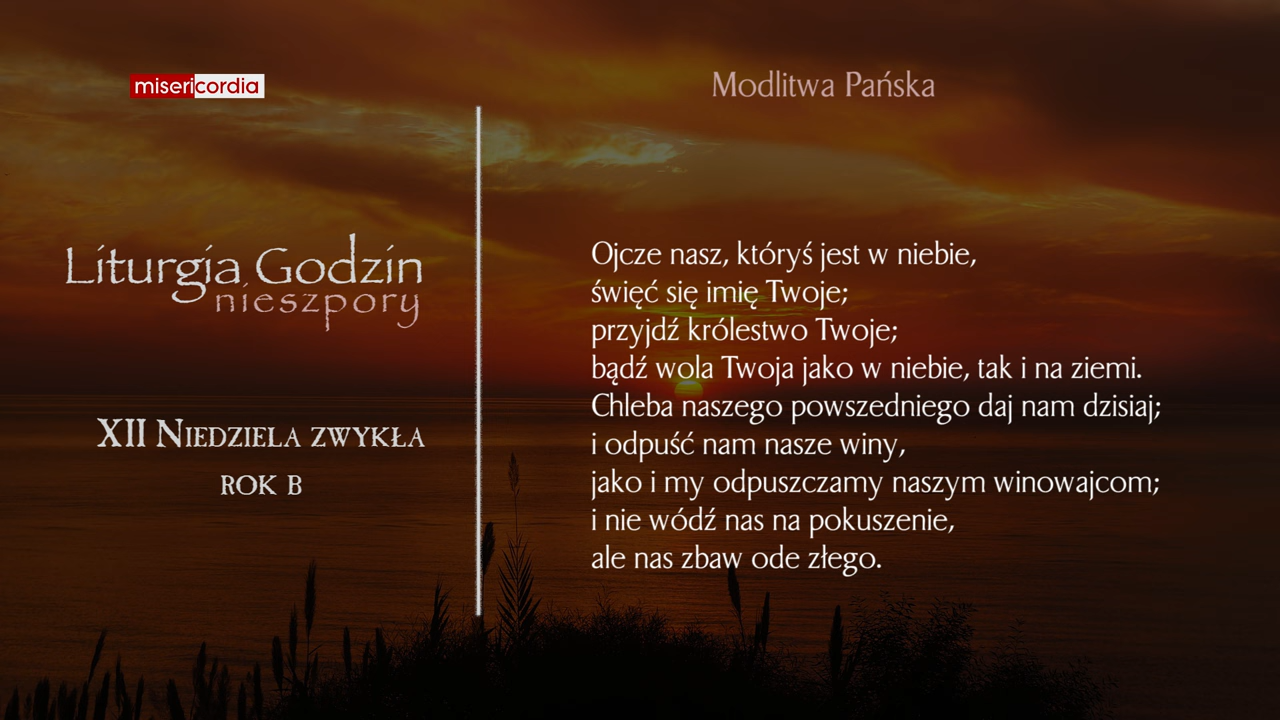 misericordia
Liturgia Godzin
nieszpory
XII Niedziela zwykła
rok B
Modlitwa Pańska
Ojcze nasz, któryś jest w niebie,
święć się imię Twoje;
przyjdź królestwo Twoje;
bądź wola Twoja jako w niebie, tak i na ziemi.
Chleba naszego powszedniego daj nam dzisiaj;
i odpuść nam nasze winy,
jako i my odpuszczamy naszym winowajcom;
i nie wódź nas na pokuszenie,
ale nas zbaw ode złego.